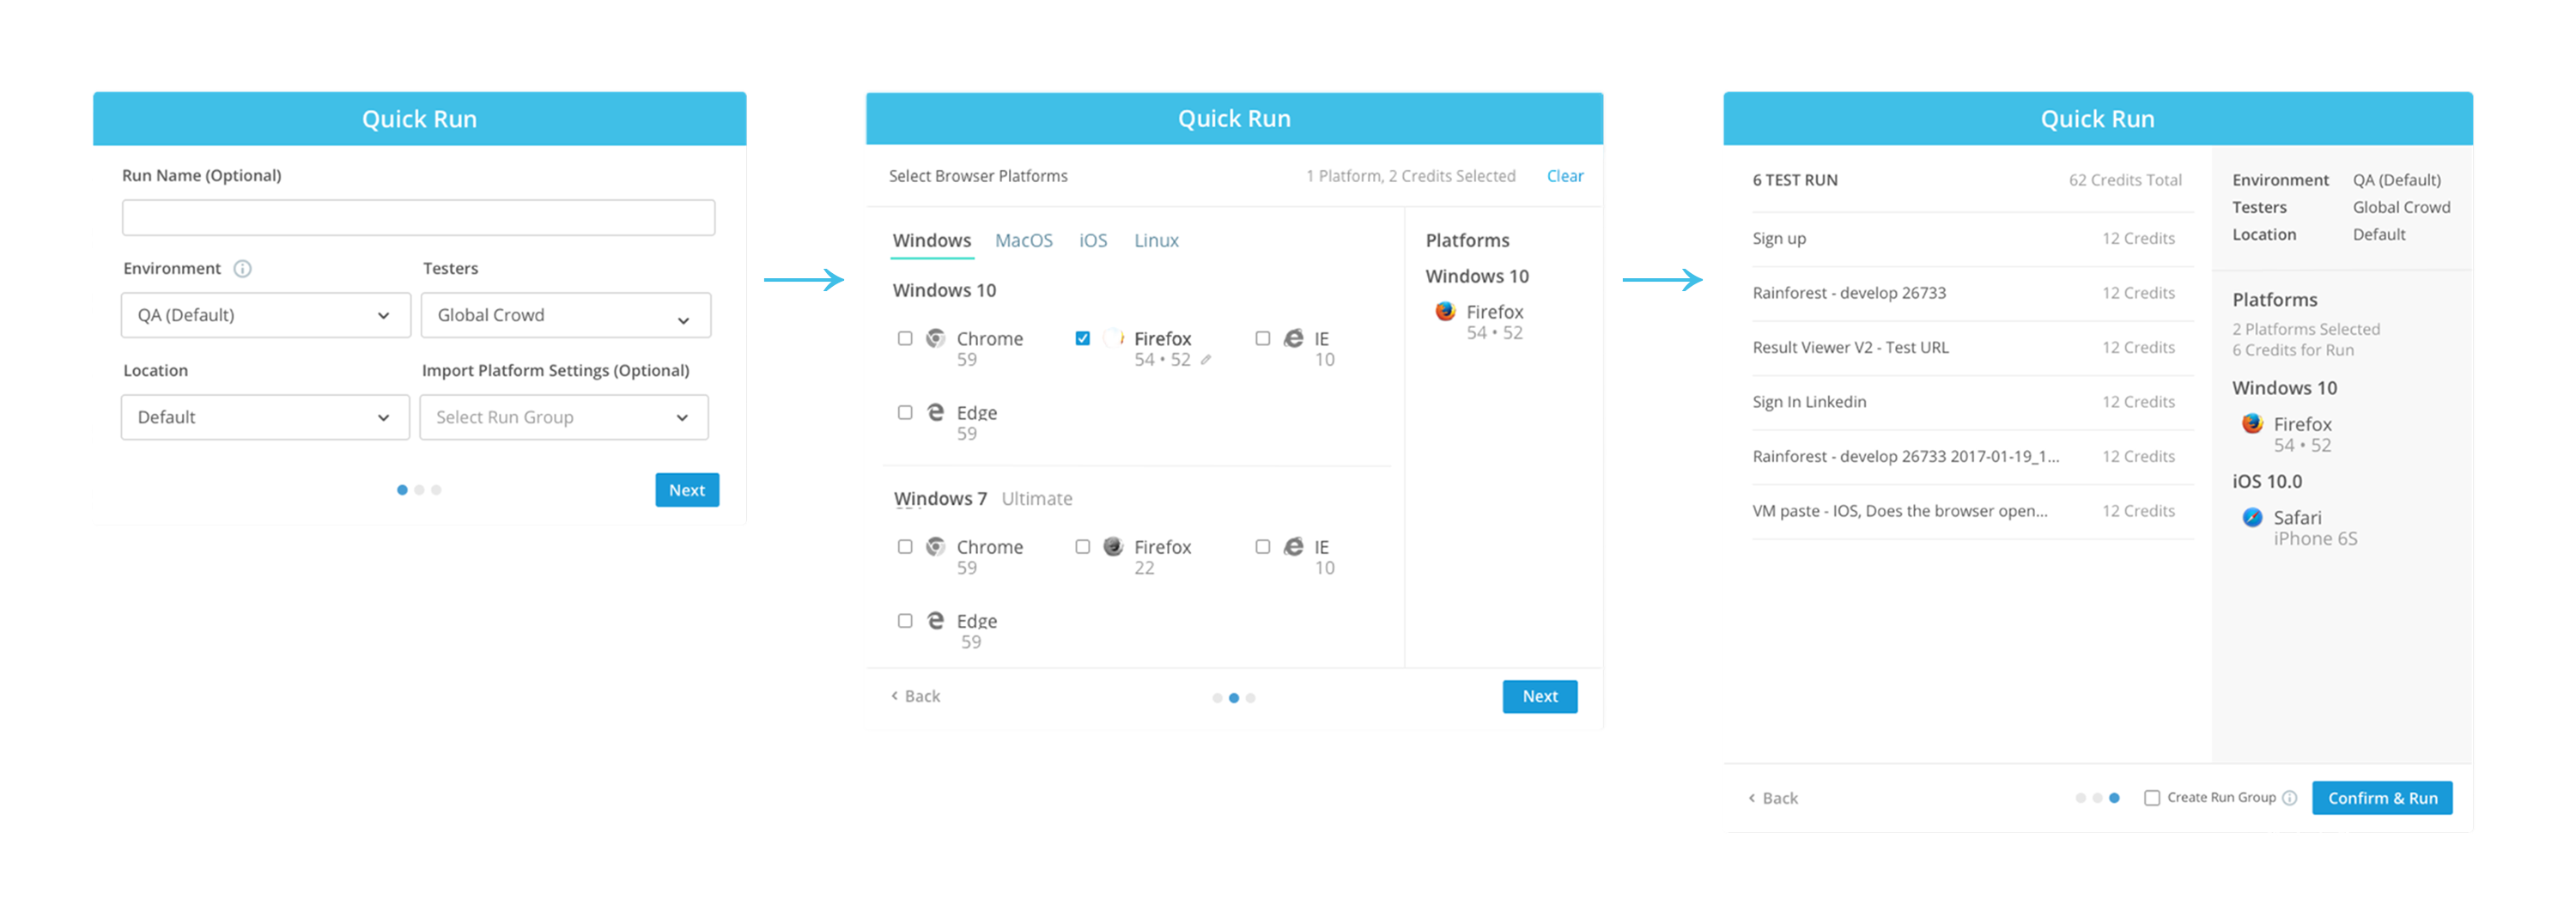 Quick Run
Run Name (Optional)
Environment
Testers
QA (Default)
Global Crowd
Location
Import Platform Settings (Optional)
Default
Select Run Group
Next
Quick Run
Select Browser Platforms
1 Platform, 2 Credits Selected
Clear
Windows MacOS iOS Linux
Windows 10
Chrome
59
Firefox
54 • 52
IE
10
Edge
59
Windows 7 Ultimate
Chrome
59
Firefox
22
IE
10
Edge
59
Platforms
Windows 10
Firefox
54 • 52
< Back
Next
Quick Run
6 TEST RUN
62 Credits Total
Sign up
12 Credits
Rainforest - develop 26733
12 Credits
Result Viewer V2 - Test URL
12 Credits
Sign In Linkedin
12 Credits
Rainforest - develop 26733 2017-01-19_1...
12 Credits
VM paste - IOS, Does the browser open...
12 Credits
Environment QA (Default)
Testers Global Crowd
Location Default
Platforms
2 Platforms Selected
6 Credits for Run
Windows 10
Firefox
54 • 52
iOS 10.0
Safari
iPhone 6S
< Back
Create Run Group
Confirm & Run